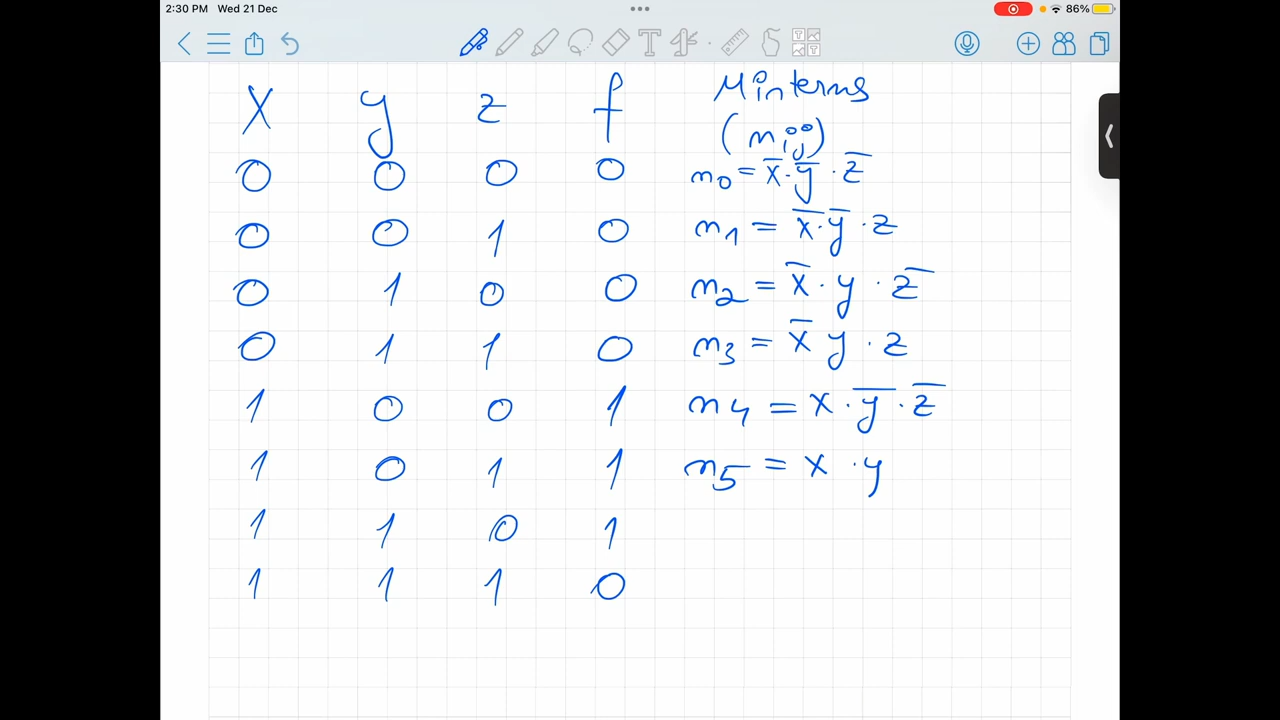 2:30 PM Wed 21 Dec 86%
x y z f Minterms
(mij)
0 0 0 0 m0 = x̅·y̅·z̅
0 0 1 0 m1 = x̅·y̅·z
0 1 0 0 m2 = x̅·y·z̅
0 1 1 0 m3 = x̅ y·z
1 0 0 1 m4 = x·y̅·z̅
1 0 1 1 m5 = x·y
1 1 0 1
1 1 1 0